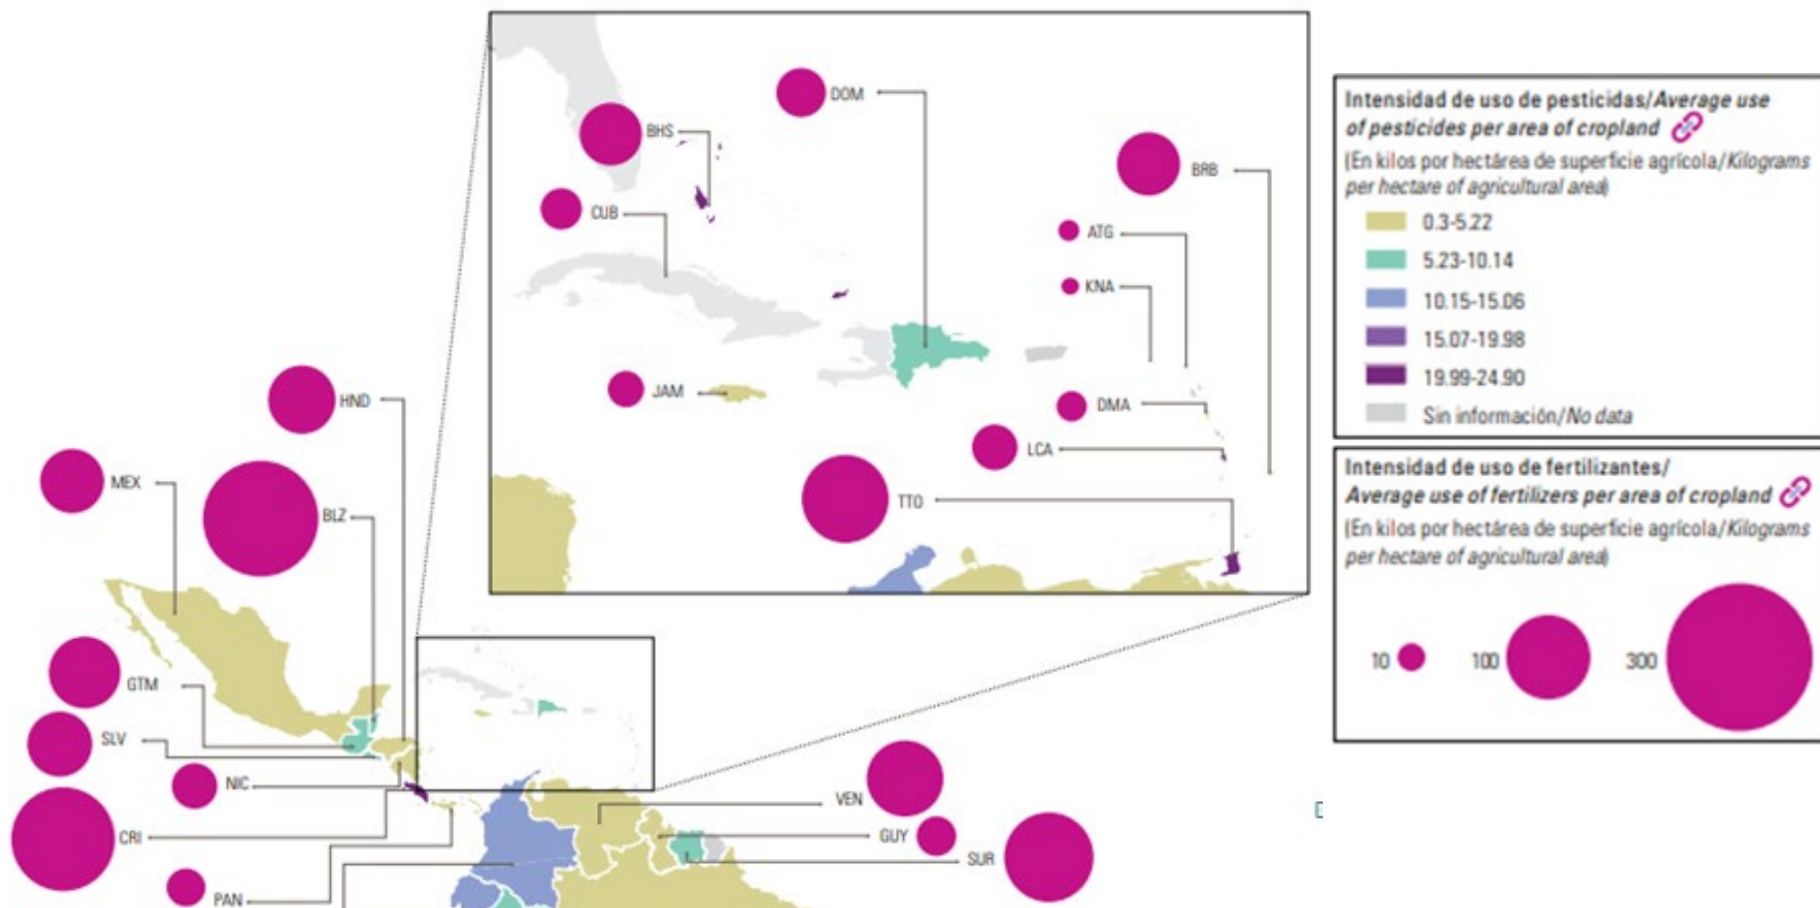 DOM
BHS
BRB
CUB
ATG
KNA
JAM
DMA
LCA
TTO
HND
MEX
BLZ
GTM
SLV
NIC
CRI
PAN
VEN
GUY
SUR
Intensidad de uso de pesticidas/Average use
of pesticides per area of cropland
(En kilos por hectárea de superficie agrícola/Kilograms
per hectare of agricultural area)
0.3-5.22
5.23-10.14
10.15-15.06
15.07-19.98
19.99-24.90
Sin información/No data
Intensidad de uso de fertilizantes/
Average use of fertilizers per area of cropland
(En kilos por hectárea de superficie agrícola/Kilograms
per hectare of agricultural area)
10 100 300